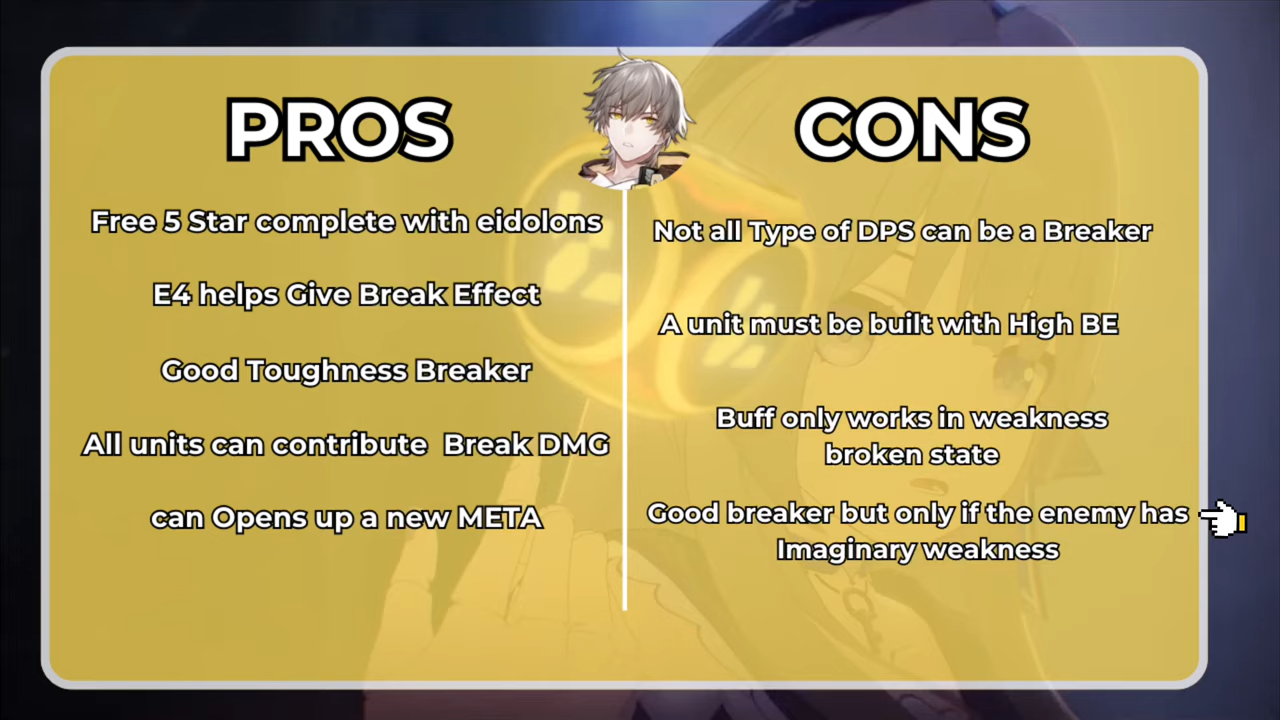 PROS
Free 5 Star complete with eidolons
E4 helps Give Break Effect
Good Toughness Breaker
All units can contribute  Break DMG
can Opens up a new META
CONS
Not all Type of DPS can be a Breaker
A unit must be built with High BE
Buff only works in weakness
broken state
Good breaker but only if the enemy has
Imaginary weakness